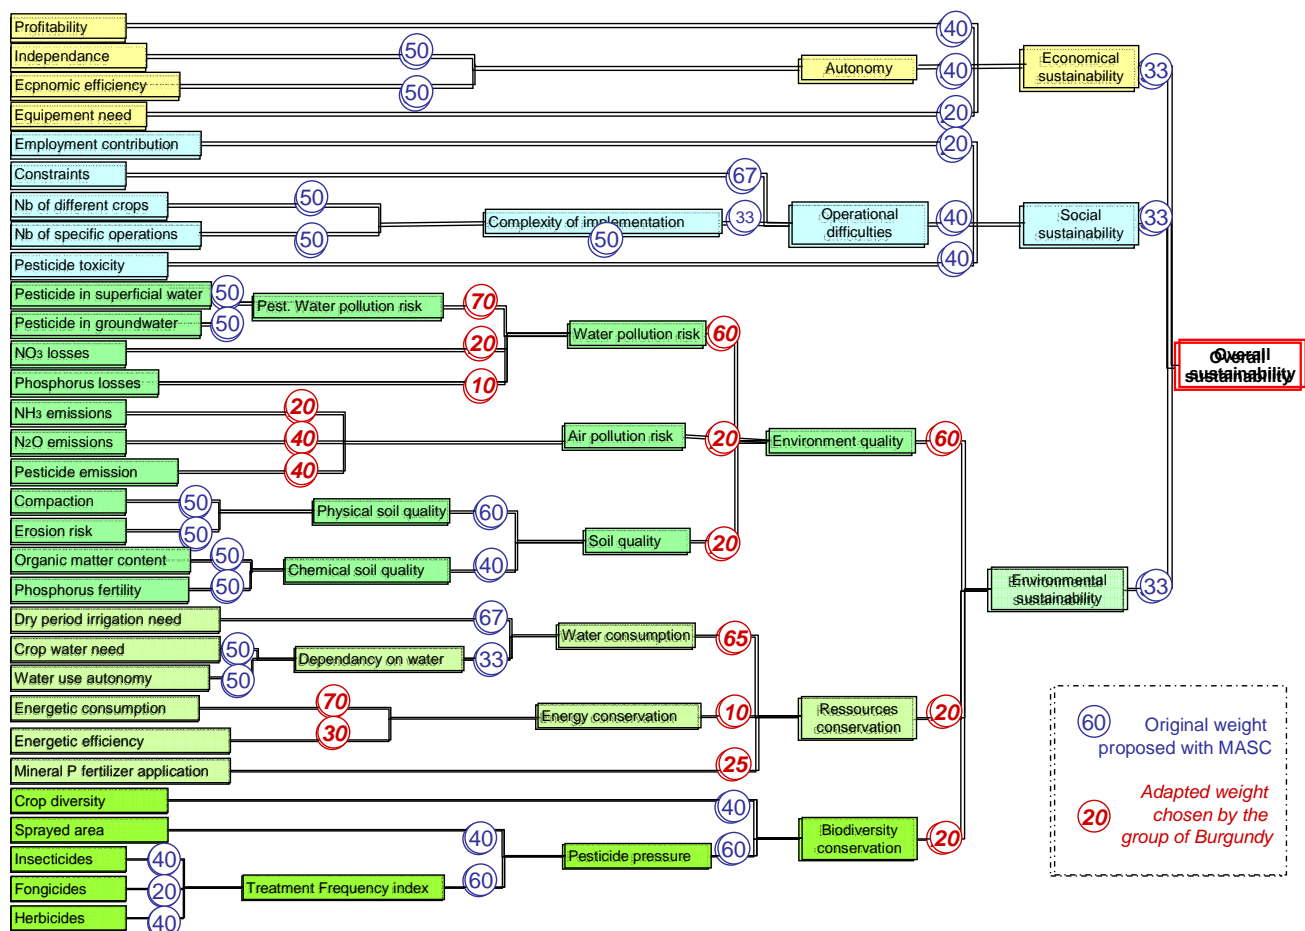 Profitability
40
Independance
50
Economical
sustainability
Autonomy
40
33
Ecpnomic efficiency
50
Equipement need
20
Employment contribution
20
Constraints
67
Nb of different crops
50
Complexity of implementation
33
Operational
difficulties
40
Social
sustainability
33
Nb of specific operations
50
50
Pesticide toxicity
40
Pesticide in superficial water
50
Pest. Water pollution risk
70
Pesticide in groundwater
50
Water pollution risk
60
NO3 losses
20
Overall
sustainability
Phosphorus losses
10
NH3 emissions
20
N2O emissions
40
Air pollution risk
20
Environment quality
60
Pesticide emission
40
Compaction
50
Physical soil quality
60
Erosion risk
50
Soil quality
20
Organic matter content
50
Chemical soil quality
40
Phosphorus fertility
50
Environmental
sustainability
33
Dry period irrigation need
67
Water consumption
65
Crop water need
50
Dependancy on water
33
Water use autonomy
50
Energetic consumption
70
Energy conservation
10
Ressources
conservation
20
Energetic efficiency
30
Mineral P fertilizer application
25
Crop diversity
40
Sprayed area
40
Biodiversity
conservation
20
Insecticides
40
Pesticide pressure
60
Fongicides
20
Treatment Frequency index
60
Herbicides
40
60
Original weight
proposed with MASC
20
Adapted weight
chosen by the
group of Burgundy